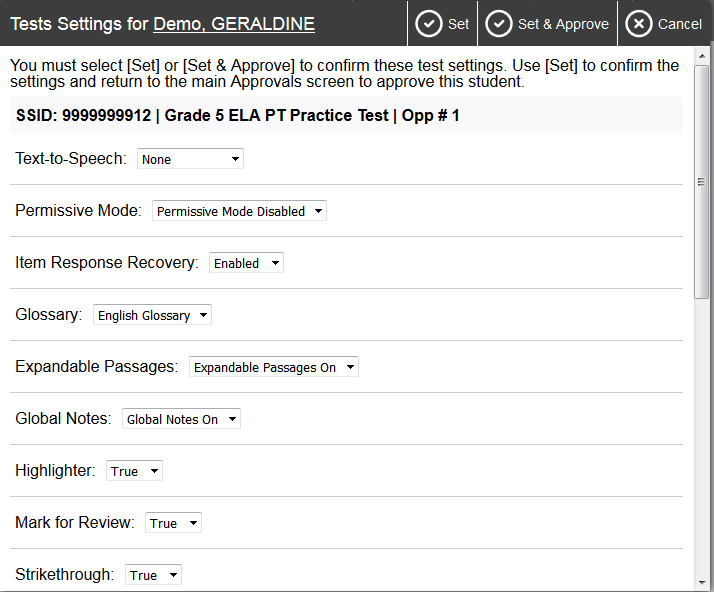 Tests Settings for Demo, GERALDINE Set Set & Approve Cancel
You must select [Set] or [Set & Approve] to confirm these test settings. Use [Set] to confirm the
settings and return to the main Approvals screen to approve this student.
SSID: 9999999912 | Grade 5 ELA PT Practice Test | Opp # 1
Text-to-Speech: None
Permissive Mode: Permissive Mode Disabled
Item Response Recovery: Enabled
Glossary: English Glossary
Expandable Passages: Expandable Passages On
Global Notes: Global Notes On
Highlighter: True
Mark for Review: True
Strikethrough: True